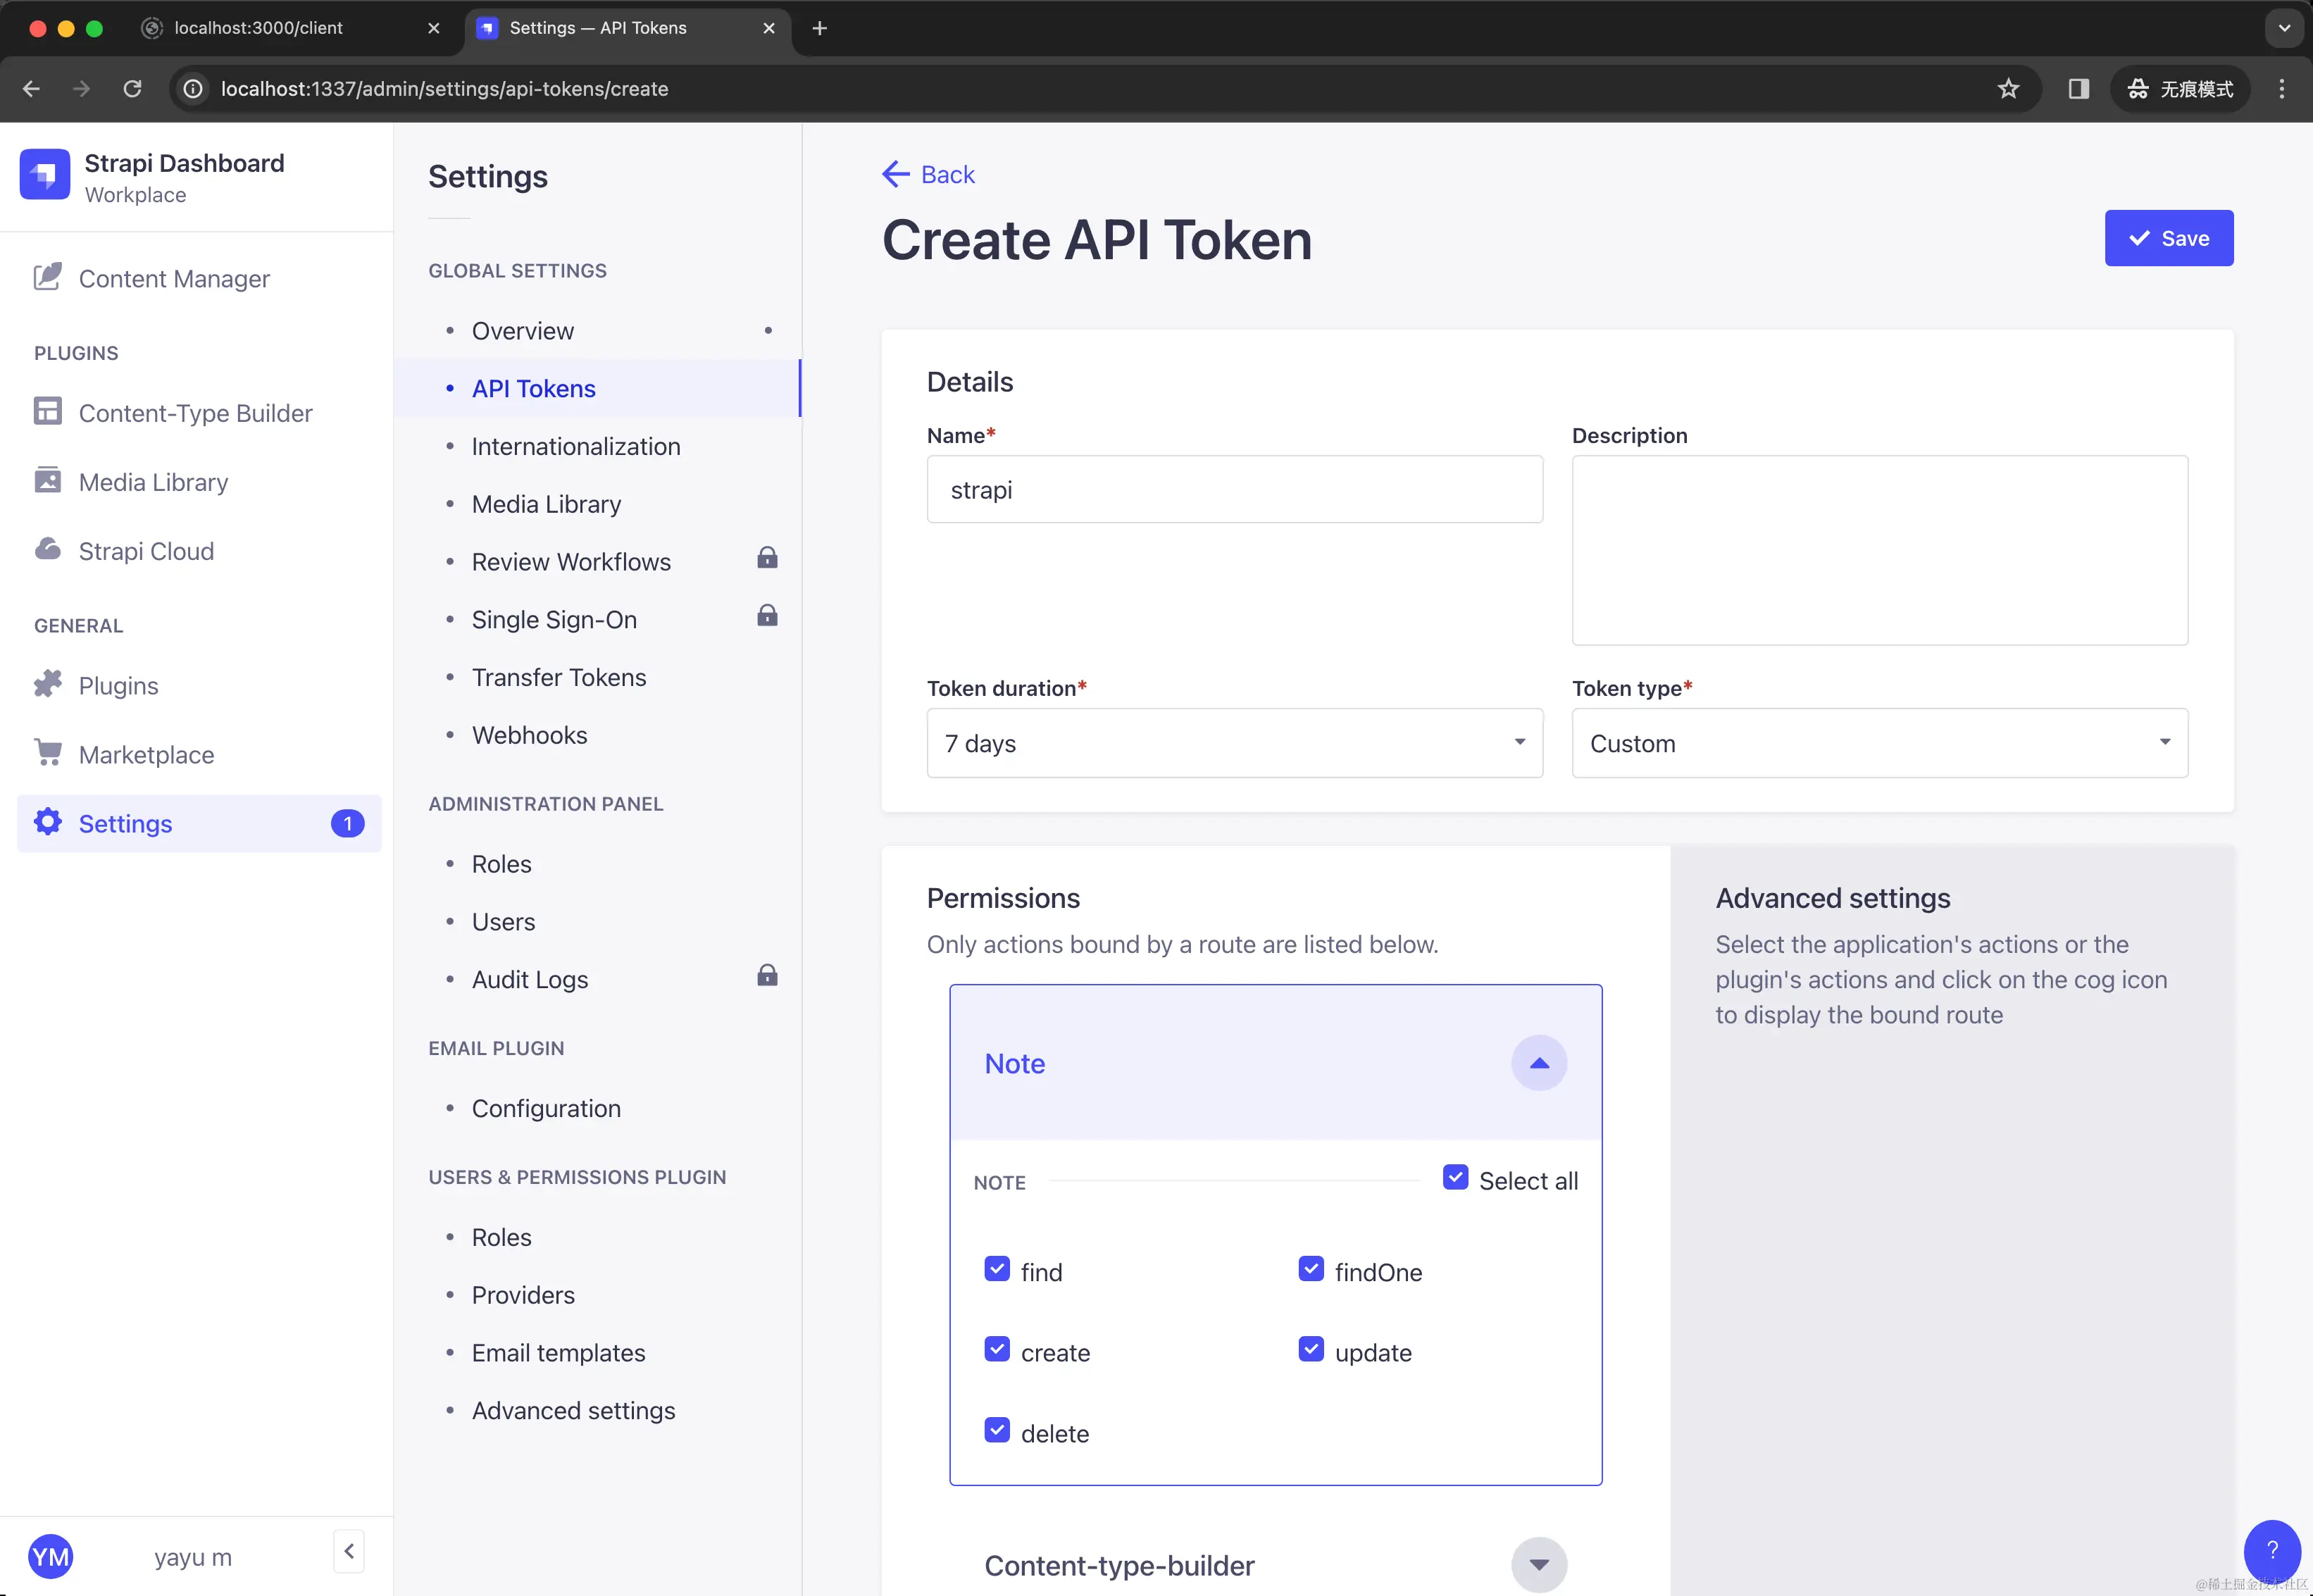 localhost:3000/client
Settings — API Tokens
localhost:1337/admin/settings/api-tokens/create
无痕模式
Strapi Dashboard
Workplace
Content Manager
PLUGINS
Content-Type Builder
Media Library
Strapi Cloud
GENERAL
Plugins
Marketplace
Settings
1
YM
yayu m
Settings
GLOBAL SETTINGS
Overview
API Tokens
Internationalization
Media Library
Review Workflows
Single Sign-On
Transfer Tokens
Webhooks
ADMINISTRATION PANEL
Roles
Users
Audit Logs
EMAIL PLUGIN
Configuration
USERS & PERMISSIONS PLUGIN
Roles
Providers
Email templates
Advanced settings
Back
Create API Token
Save
Details
Name*
strapi
Description
Token duration*
7 days
Token type*
Custom
Permissions
Only actions bound by a route are listed below.
Note
NOTE
Select all
find
findOne
create
update
delete
Content-type-builder
Advanced settings
Select the application's actions or the
plugin's actions and click on the cog icon
to display the bound route
?
@稀土掘金技术社区